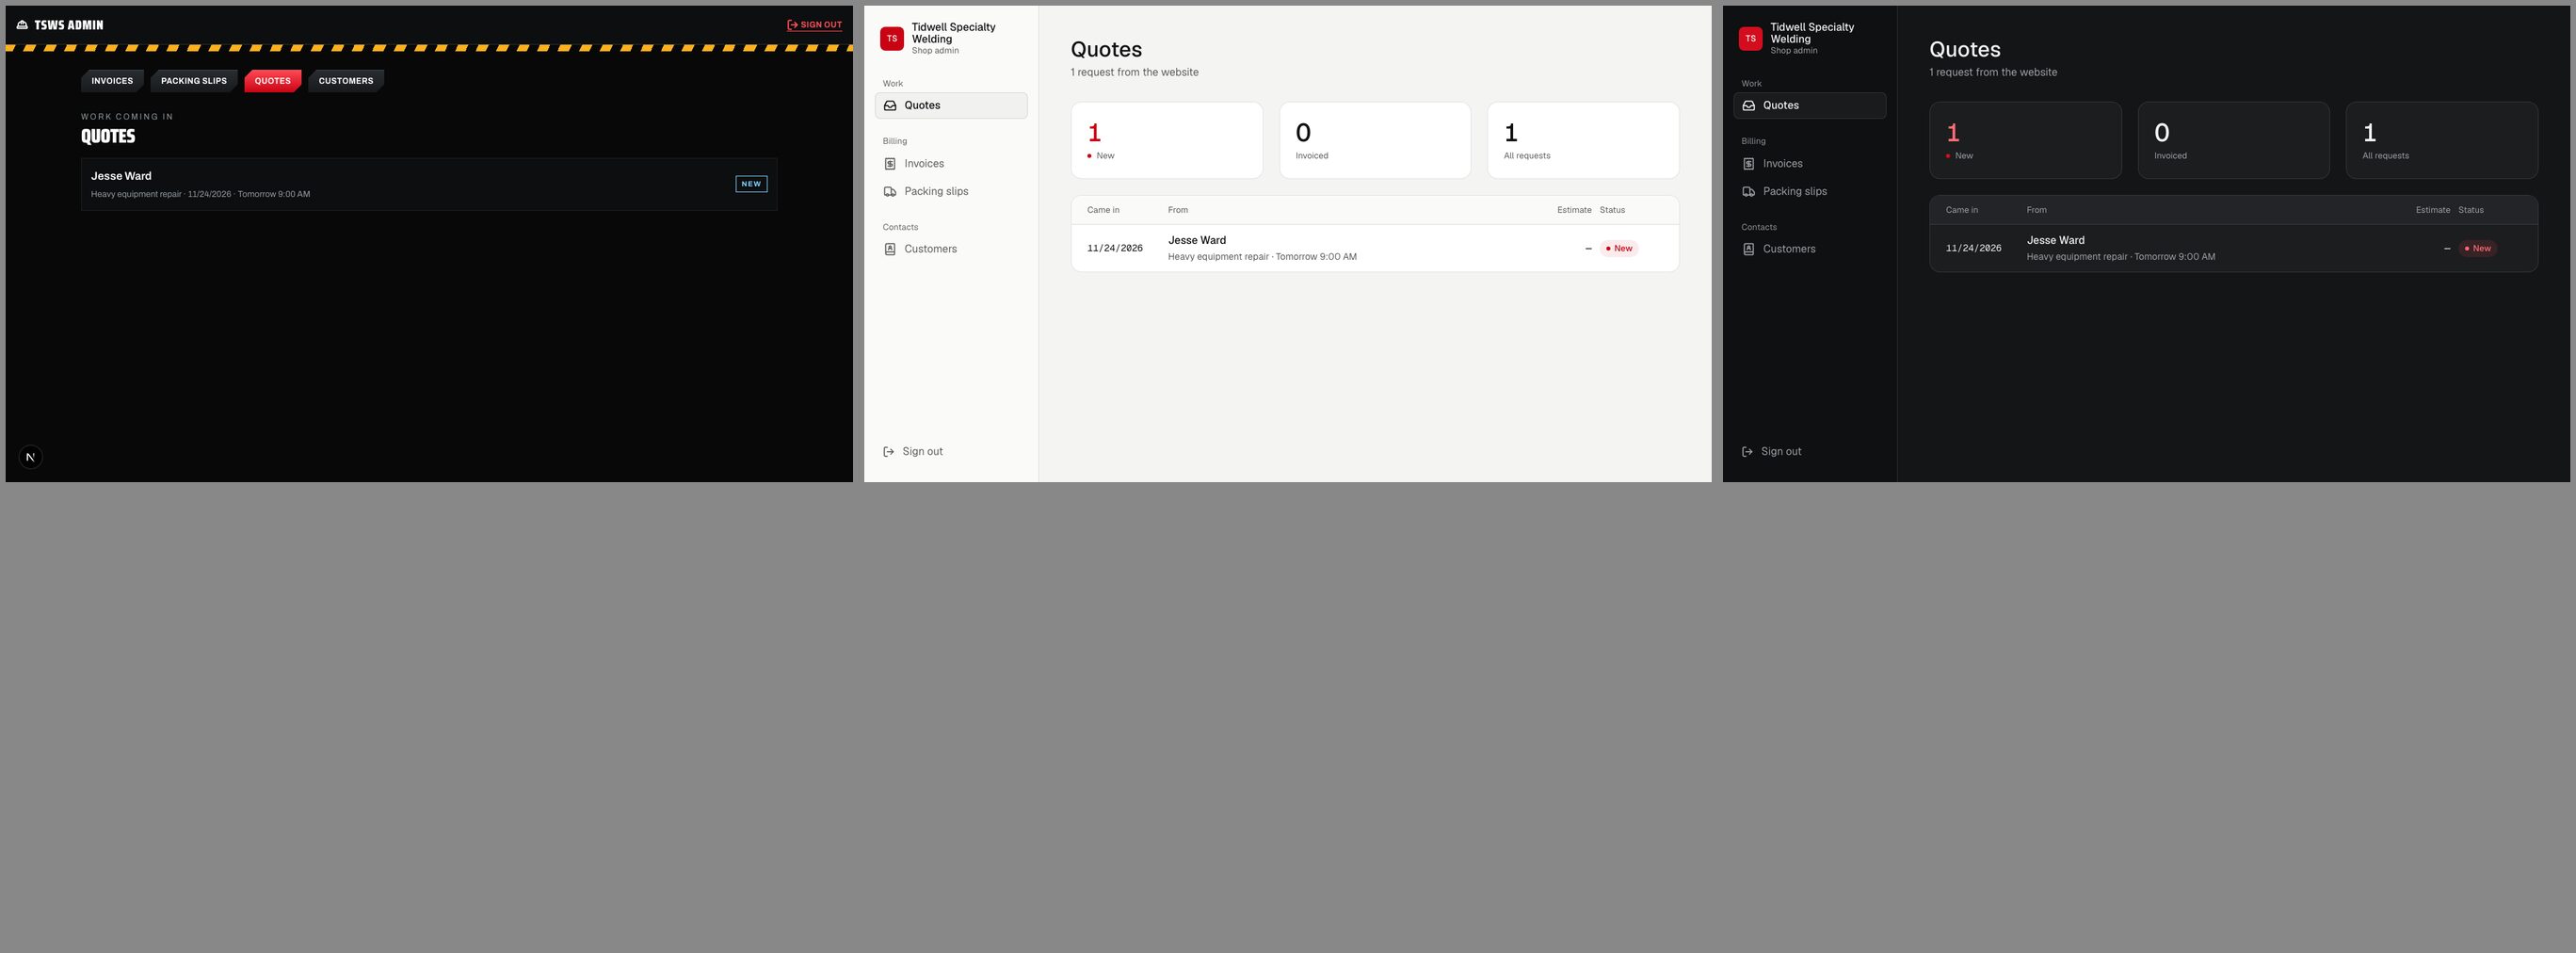 TSWS ADMIN
SIGN OUT
INVOICES
PACKING SLIPS
QUOTES
CUSTOMERS
WORK COMING IN
QUOTES
Jesse Ward
Heavy equipment repair · 11/24/2026 · Tomorrow 9:00 AM
NEW
N
TS
Tidwell Specialty
Welding
Shop admin
Work
Quotes
Billing
Invoices
Packing slips
Contacts
Customers
Sign out
Quotes
1 request from the website
1
New
0
Invoiced
1
All requests
Came in
From
Estimate
Status
11/24/2026
Jesse Ward
Heavy equipment repair · Tomorrow 9:00 AM
–
New
TS
Tidwell Specialty
Welding
Shop admin
Work
Quotes
Billing
Invoices
Packing slips
Contacts
Customers
Sign out
Quotes
1 request from the website
1
New
0
Invoiced
1
All requests
Came in
From
Estimate
Status
11/24/2026
Jesse Ward
Heavy equipment repair · Tomorrow 9:00 AM
–
New